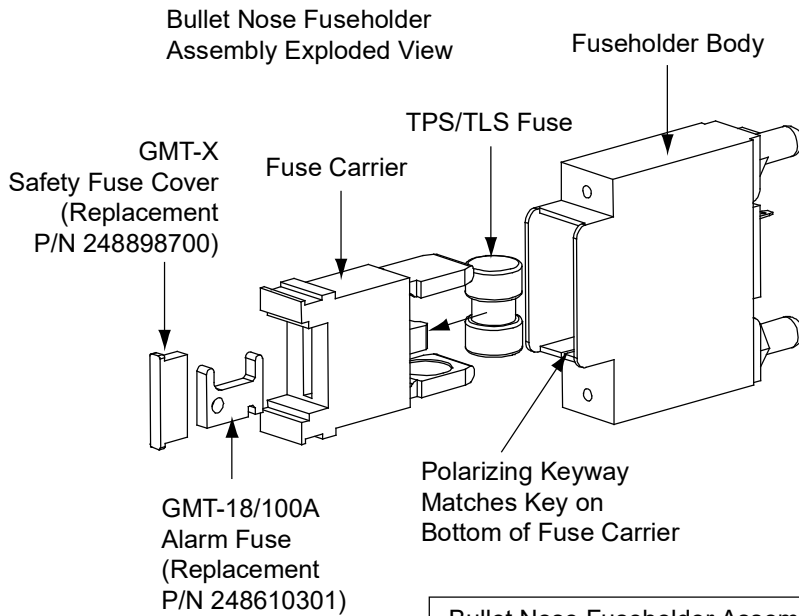 Bullet Nose Fuseholder
Assembly Exploded View
Fuseholder Body
TPS/TLS Fuse
GMT-X
Safety Fuse Cover
(Replacement
P/N 248898700)
Fuse Carrier
Polarizing Keyway
Matches Key on
Bottom of Fuse Carrier
GMT-18/100A
Alarm Fuse
(Replacement
P/N 248610301)
Bullet Nose Fuseholder